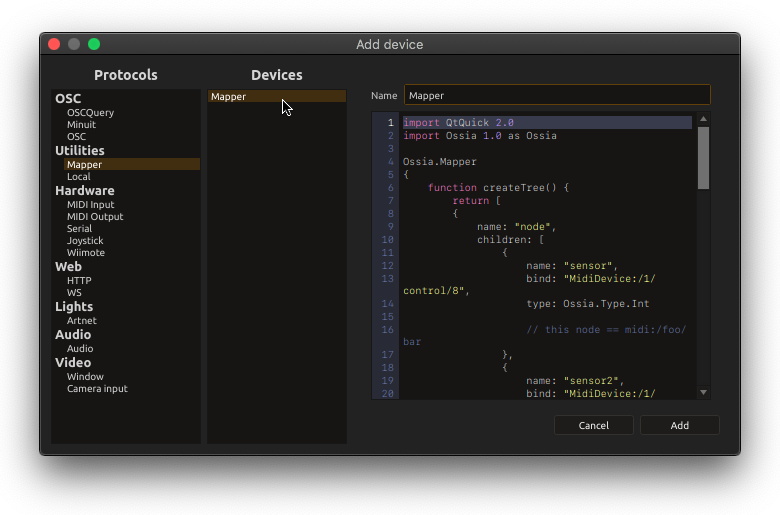 Add device
Protocols
OSC
OSCQuery
Minuit
OSC
Utilities
Mapper
Local
Hardware
MIDI Input
MIDI Output
Serial
Joystick
Wiimote
Web
HTTP
WS
Lights
Artnet
Audio
Audio
Video
Window
Camera input
Devices
Mapper
Name
Mapper
1 import QtQuick 2.0
2 import Ossia 1.0 as Ossia
3
4 Ossia.Mapper
5 {
6     function createTree() {
7         return [
8         {
9             name: "node",
10             children: [
11                 {
12                     name: "sensor",
13                     bind: "MidiDevice:/1/
control/8",
14                     type: Ossia.Type.Int
15
16                     // this node == midi:/foo/
bar
17                 },
18                 {
19                     name: "sensor2",
20                     bind: "MidiDevice:/1/
Cancel
Add